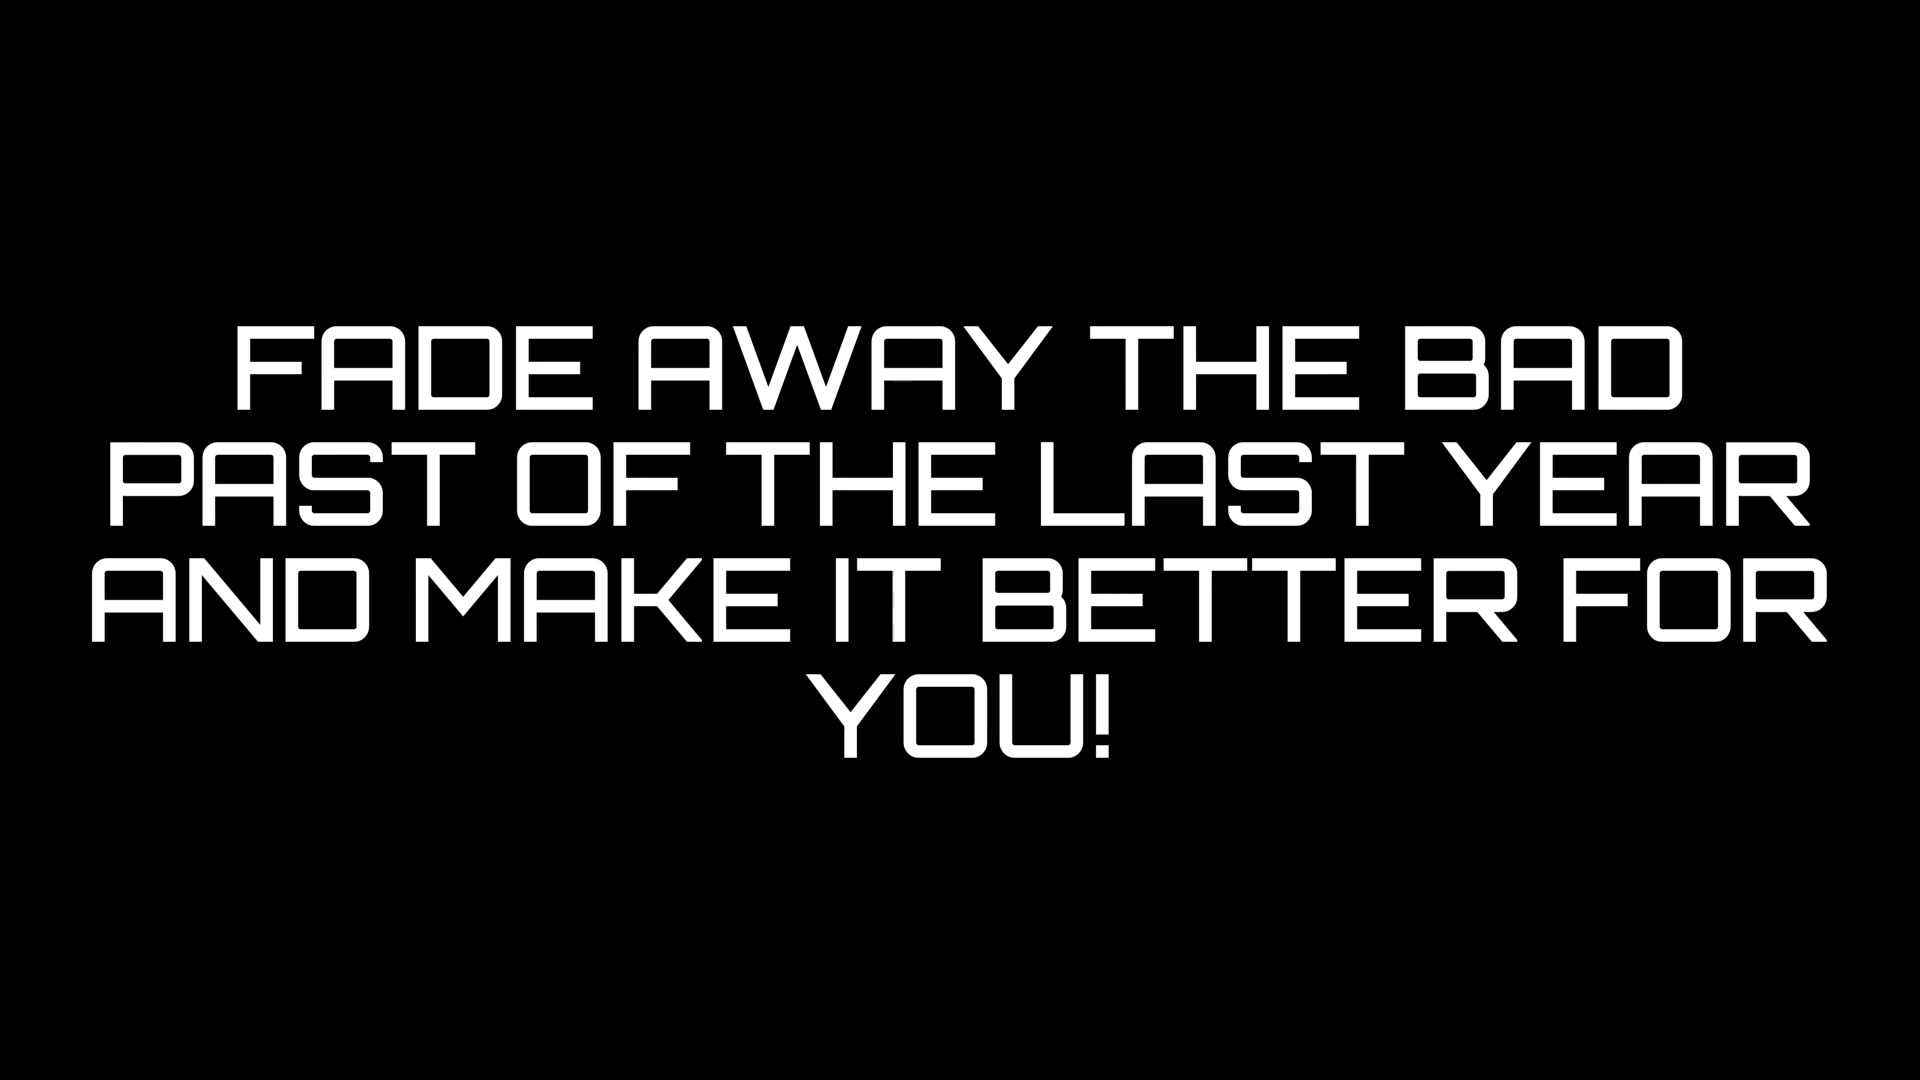 FADE AWAY THE BAD
PAST OF THE LAST YEAR
AND MAKE IT BETTER FOR
YOU!